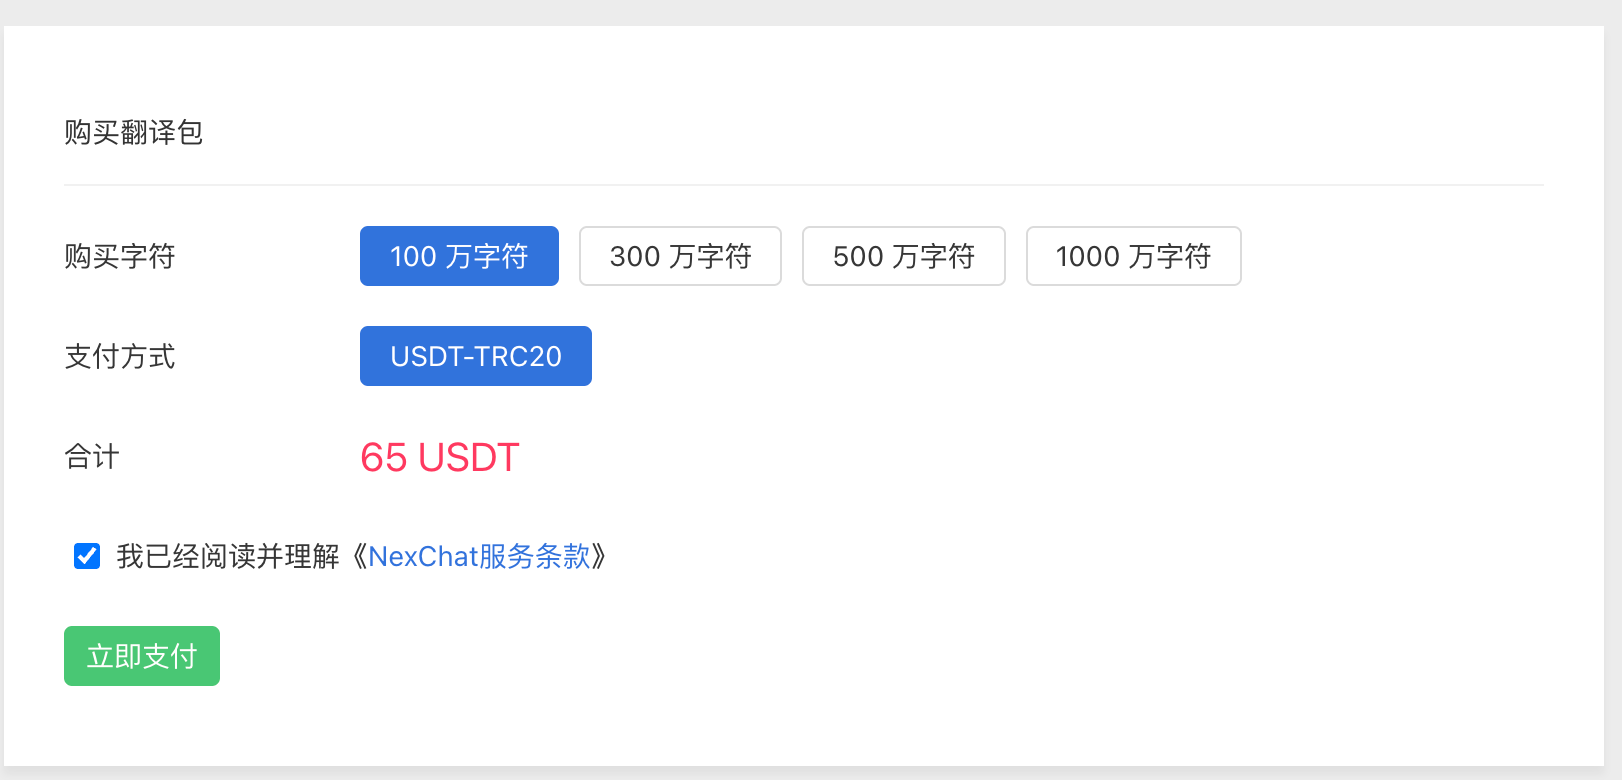 购买翻译包
购买字符 100 万字符 300 万字符 500 万字符 1000 万字符
支付方式 USDT-TRC20
合计 65 USDT
我已经阅读并理解《NexChat服务条款》
立即支付